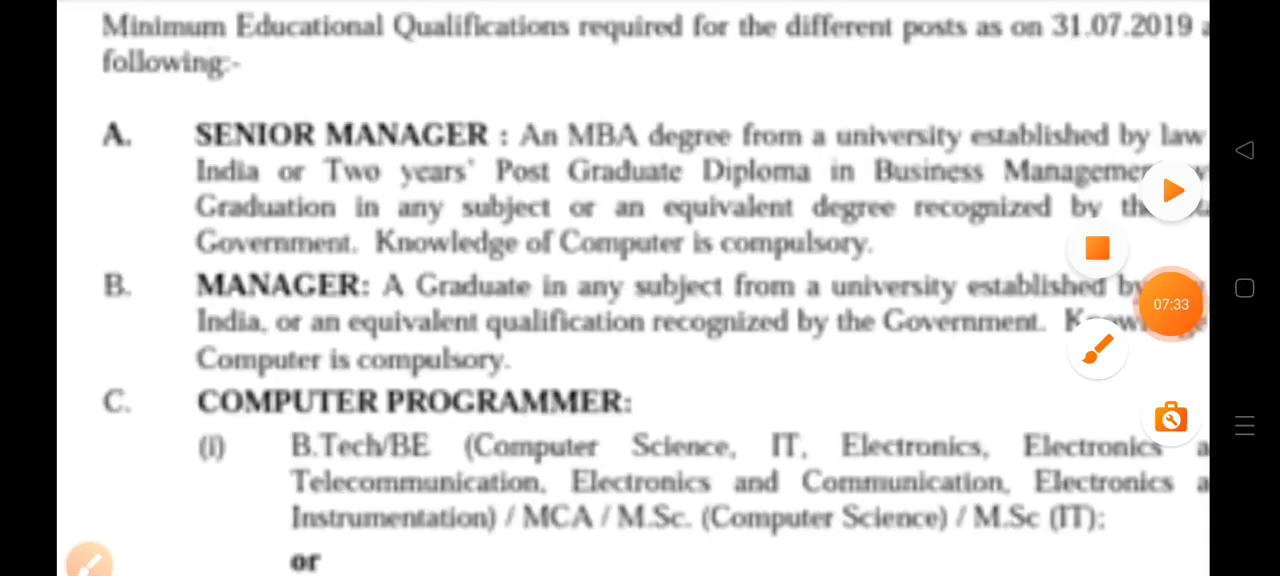 Minimum Educational Qualifications required for the different posts as on 31.07.2019
following:-
A. SENIOR MANAGER : An MBA degree from a university established by law
India or Two years' Post Graduate Diploma in Business
Graduation in any subject or an equivalent degree recognized by
Government. Knowledge of Computer is compulsory.
B. MANAGER: A Graduate in any subject from a university established by
India, or an equivalent qualification recognized by the Government.
Computer is compulsory.
C. COMPUTER PROGRAMMER:
(i) B.Tech/BE (Computer Science, IT, Electronics, Electronics
Telecommunication, Electronics and Communication, Electronics
Instrumentation) / MCA / M.Sc. (Computer Science) / M.Sc (IT);
or
07:33